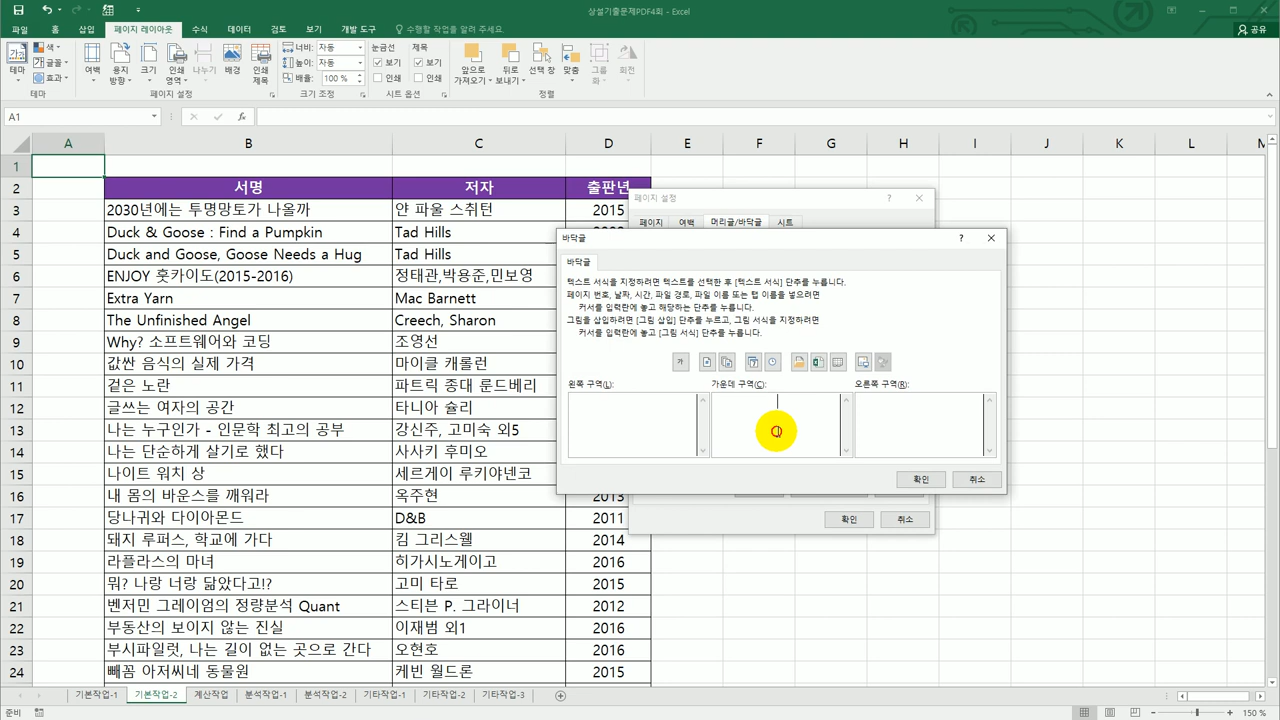 상설기출문제PDF4회 - Excel
파일 홈 삽입 페이지 레이아웃 수식 데이터 검토 보기 개발 도구 수행할 작업을 알려 주세요. 공유
색 너비: 자동 눈금선 제목
글꼴 높이: 자동 보기 보기
효과 배율: 100 % 인쇄 인쇄
테마 여백 용지 방향 크기 인쇄 영역 나누기 배경 인쇄 제목 앞으로 가져오기 뒤로 보내기 선택 창 맞춤 그룹화 회전
테마 페이지 설정 크기 조정 시트 옵션 정렬
A1 fx
A B C D E F G H I J K L M
1
2 서명 저자 출판년
3 2030년에는 투명망토가 나올까 얀 파울 스취턴 2015
4 Duck & Goose : Find a Pumpkin Tad Hills
5 Duck and Goose, Goose Needs a Hug Tad Hills
6 ENJOY 홋카이도(2015-2016) 정태관,박용준,민보영
7 Extra Yarn Mac Barnett
8 The Unfinished Angel Creech, Sharon
9 Why? 소프트웨어와 코딩 조영선
10 값싼 음식의 실제 가격 마이클 캐롤런
11 겉은 노란 파트릭 종대 룬드베리
12 글쓰는 여자의 공간 타니아 슐리
13 나는 누구인가 - 인문학 최고의 공부 강신주, 고미숙 외5
14 나는 단순하게 살기로 했다 사사키 후미오
15 나이트 워치 상 세르게이 루키야넨코
16 내 몸의 바운스를 깨워라 옥주현 2013
17 당나귀와 다이아몬드 D&B 2011
18 돼지 루퍼스, 학교에 가다 킴 그리스웰 2014
19 라플라스의 마녀 히가시노게이고 2016
20 뭐? 나랑 너랑 닮았다고!? 고미 타로 2015
21 벤저민 그레이엄의 정량분석 Quant 스티븐 P. 그라이너 2012
22 부동산의 보이지 않는 진실 이재범 외1 2016
23 부시파일럿, 나는 길이 없는 곳으로 간다 오현호 2016
24 빼꼼 아저씨네 동물원 케빈 월드론 2015
페이지 설정 ?
페이지 여백 머리글/바닥글 시트
바닥글 ?
바닥글
텍스트 서식을 지정하려면 텍스트를 선택한 후 [텍스트 서식] 단추를 누릅니다.
페이지 번호, 날짜, 시간, 파일 경로, 파일 이름 또는 탭 이름을 넣으려면
커서를 입력란에 놓고 해당하는 단추를 누릅니다.
그림을 삽입하려면 [그림 삽입] 단추를 누르고, 그림 서식을 지정하려면
커서를 입력란에 놓고 [그림 서식] 단추를 누릅니다.
가
왼쪽 구역(L): 가운데 구역(C): 오른쪽 구역(R):
확인 취소
확인 취소
기본작업-1 기본작업-2 계산작업 분석작업-1 분석작업-2 기타작업-1 기타작업-2 기타작업-3
준비 150 %